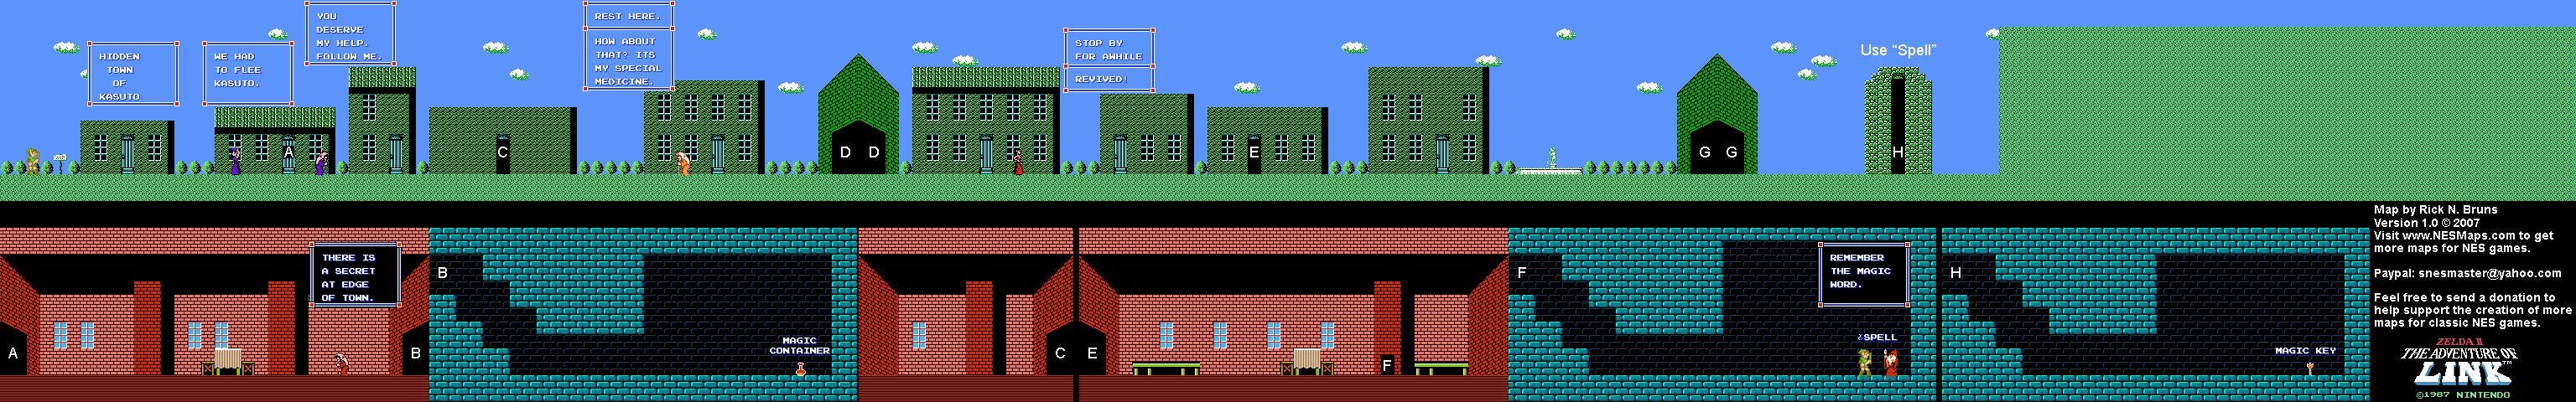 HIDDEN
TOWN
OF
KASUTO
WE HAD
TO FLEE
KASUTO.
YOU
DESERVE
MY HELP.
FOLLOW ME.
REST HERE.
HOW ABOUT
THAT? ITS
MY SPECIAL
MEDICINE.
STOP BY
FOR AWHILE
REVIVED!
Use “Spell”
A
C
D D
E
G G
H
THERE IS
A SECRET
AT EDGE
OF TOWN.
A
B
B
MAGIC
CONTAINER
C
E
F
F
REMEMBER
THE MAGIC
WORD.
SPELL
H
MAGIC KEY
Map by Rick N. Bruns
Version 1.0 © 2007
Visit www.NESMaps.com to get
more maps for NES games.
Paypal: snesmaster@yahoo.com
Feel free to send a donation to
help support the creation of more
maps for classic NES games.
ZELDA II
THE ADVENTURE OF
LINK™
©1987 NINTENDO